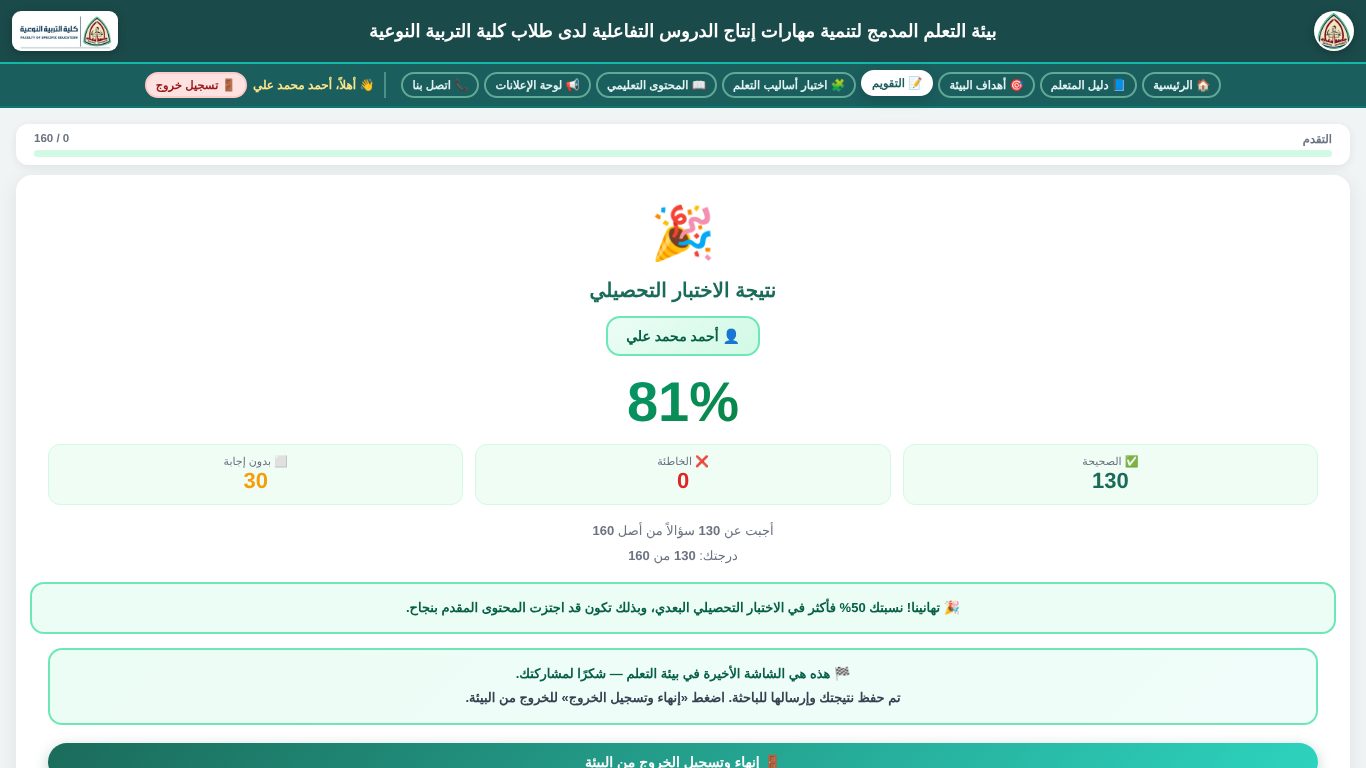 بيئة التعلم المدمج لتنمية مهارات إنتاج الدروس التفاعلية لدى طلاب كلية التربية النوعية
كلية التربية النوعية
FACULTY OF SPECIFIC EDUCATION
🏠 الرئيسية
📘 دليل المتعلم
🎯 أهداف البيئة
📝 التقويم
🧩 اختبار أساليب التعلم
📖 المحتوى التعليمي
📢 لوحة الإعلانات
📞 اتصل بنا
👋 أهلاً، أحمد محمد علي
🚪 تسجيل خروج
التقدم
0 / 160
نتيجة الاختبار التحصيلي
👤 أحمد محمد علي
81%
✅ الصحيحة
130
❌ الخاطئة
0
⬜ بدون إجابة
30
أجبت عن 130 سؤالاً من أصل 160
درجتك: 130 من 160
🎉 تهانينا! نسبتك 50% فأكثر في الاختبار التحصيلي البعدي، وبذلك تكون قد اجتزت المحتوى المقدم بنجاح.
🏁 هذه هي الشاشة الأخيرة في بيئة التعلم — شكرًا لمشاركتك.
تم حفظ نتيجتك وإرسالها للباحثة. اضغط «إنهاء وتسجيل الخروج» للخروج من البيئة.
🚪 إنهاء وتسجيل الخروج من البيئة